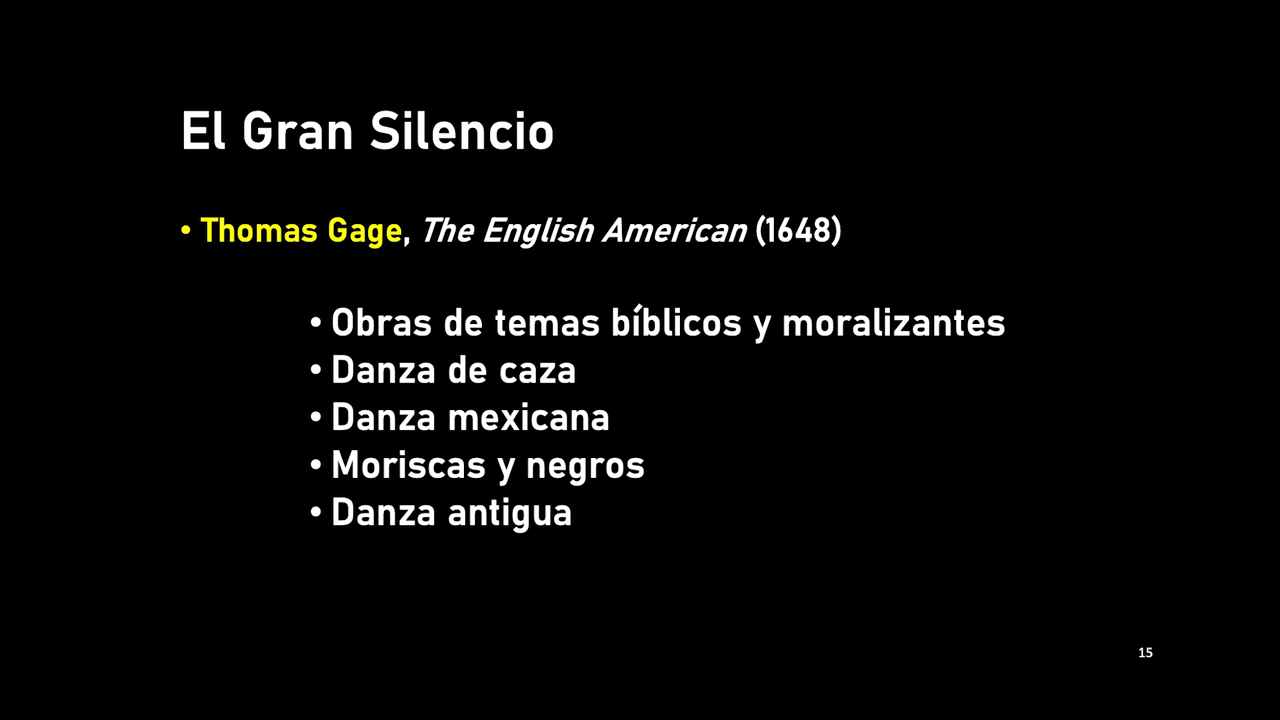 El Gran Silencio
• Thomas Gage, The English American (1648)
• Obras de temas bíblicos y moralizantes
• Danza de caza
• Danza mexicana
• Moriscas y negros
• Danza antigua
15